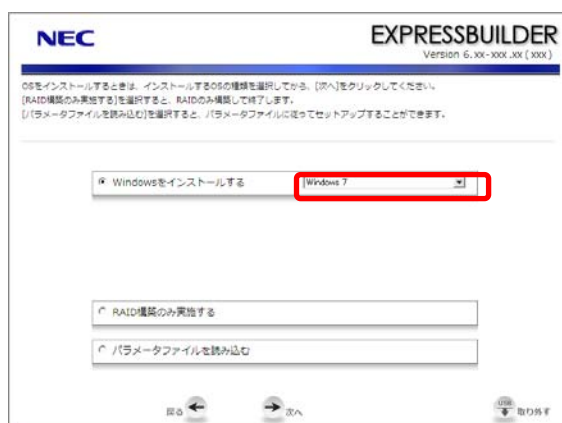 NEC
EXPRESSBUILDER
Version 6.xx-xxx.xx (xxx)
OSをインストールするときは、インストールするOSの種類を選択してから、[次へ]をクリックしてください。
[RAID構築のみ実施する]を選択すると、RAIDのみ構築して終了します。
[パラメータファイルを読み込む]を選択すると、パラメータファイルに従ってセットアップすることができます。
Windowsをインストールする
Windows 7
RAID構築のみ実施する
パラメータファイルを読み込む
戻る
次へ
USB
取り外す